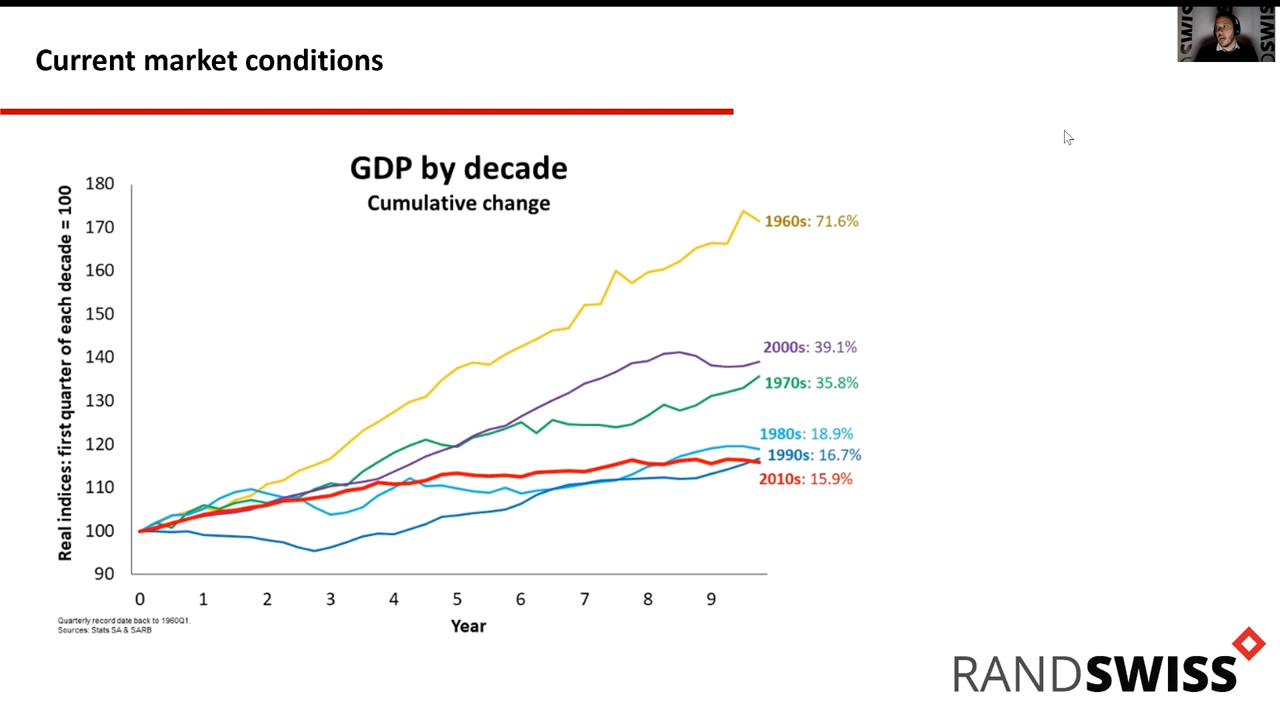 Current market conditions
SWISS
SWISS
GDP by decade
Cumulative change
Real indices: first quarter of each decade = 100
180
170
160
150
140
130
120
110
100
90
1960s: 71.6%
2000s: 39.1%
1970s: 35.8%
1980s: 18.9%
1990s: 16.7%
2010s: 15.9%
0 1 2 3 4 5 6 7 8 9
Year
Quarterly record date back to 1960Q1.
Sources: Stats SA & SARB
RANDSWISS